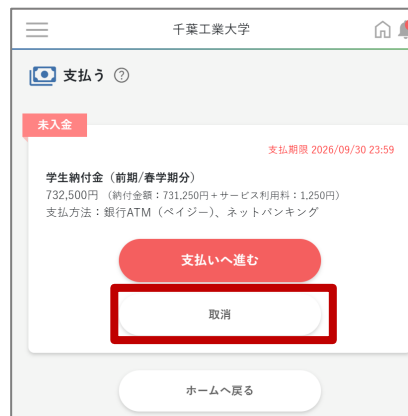 千葉工業大学
支払う ?
未入金
支払期限 2026/09/30 23:59
学生納付金（前期/春学期分）
732,500円 （納付金額：731,250円＋サービス利用料：1,250円）
支払方法：銀行ATM（ペイジー）、ネットバンキング
支払いへ進む
取消
ホームへ戻る